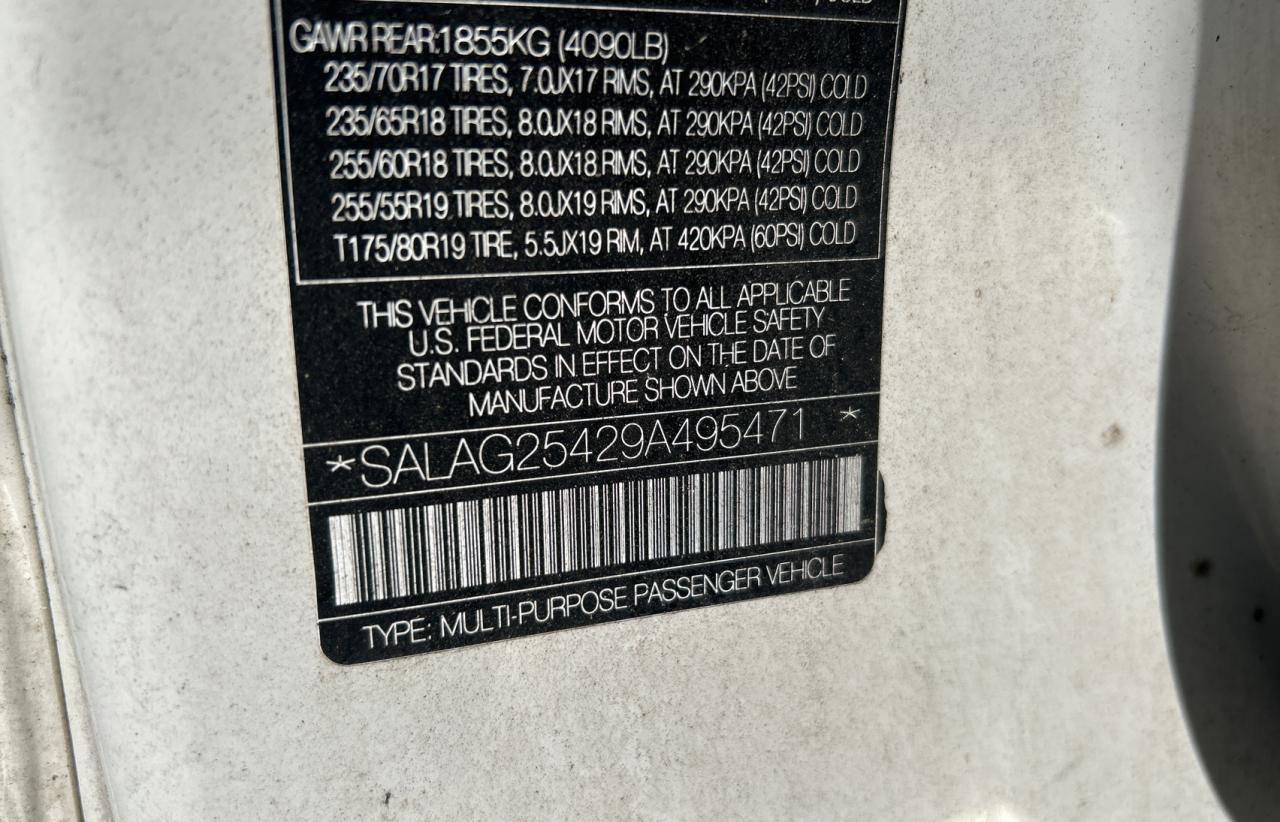 GAWR REAR:1855KG (4090LB)
235/70R17 TIRES, 7.0JX17 RIMS, AT 290KPA (42PSI) COLD
235/65R18 TIRES, 8.0JX18 RIMS, AT 290KPA (42PSI) COLD
255/60R18 TIRES, 8.0JX18 RIMS, AT 290KPA (42PSI) COLD
255/55R19 TIRES, 8.0JX19 RIMS, AT 290KPA (42PSI) COLD
T175/80R19 TIRE, 5.5JX19 RIM, AT 420KPA (60PSI) COLD
THIS VEHICLE CONFORMS TO ALL APPLICABLE
U.S. FEDERAL MOTOR VEHICLE SAFETY
STANDARDS IN EFFECT ON THE DATE OF
MANUFACTURE SHOWN ABOVE
*SALAG25429A495471 *
TYPE: MULTI-PURPOSE PASSENGER VEHICLE